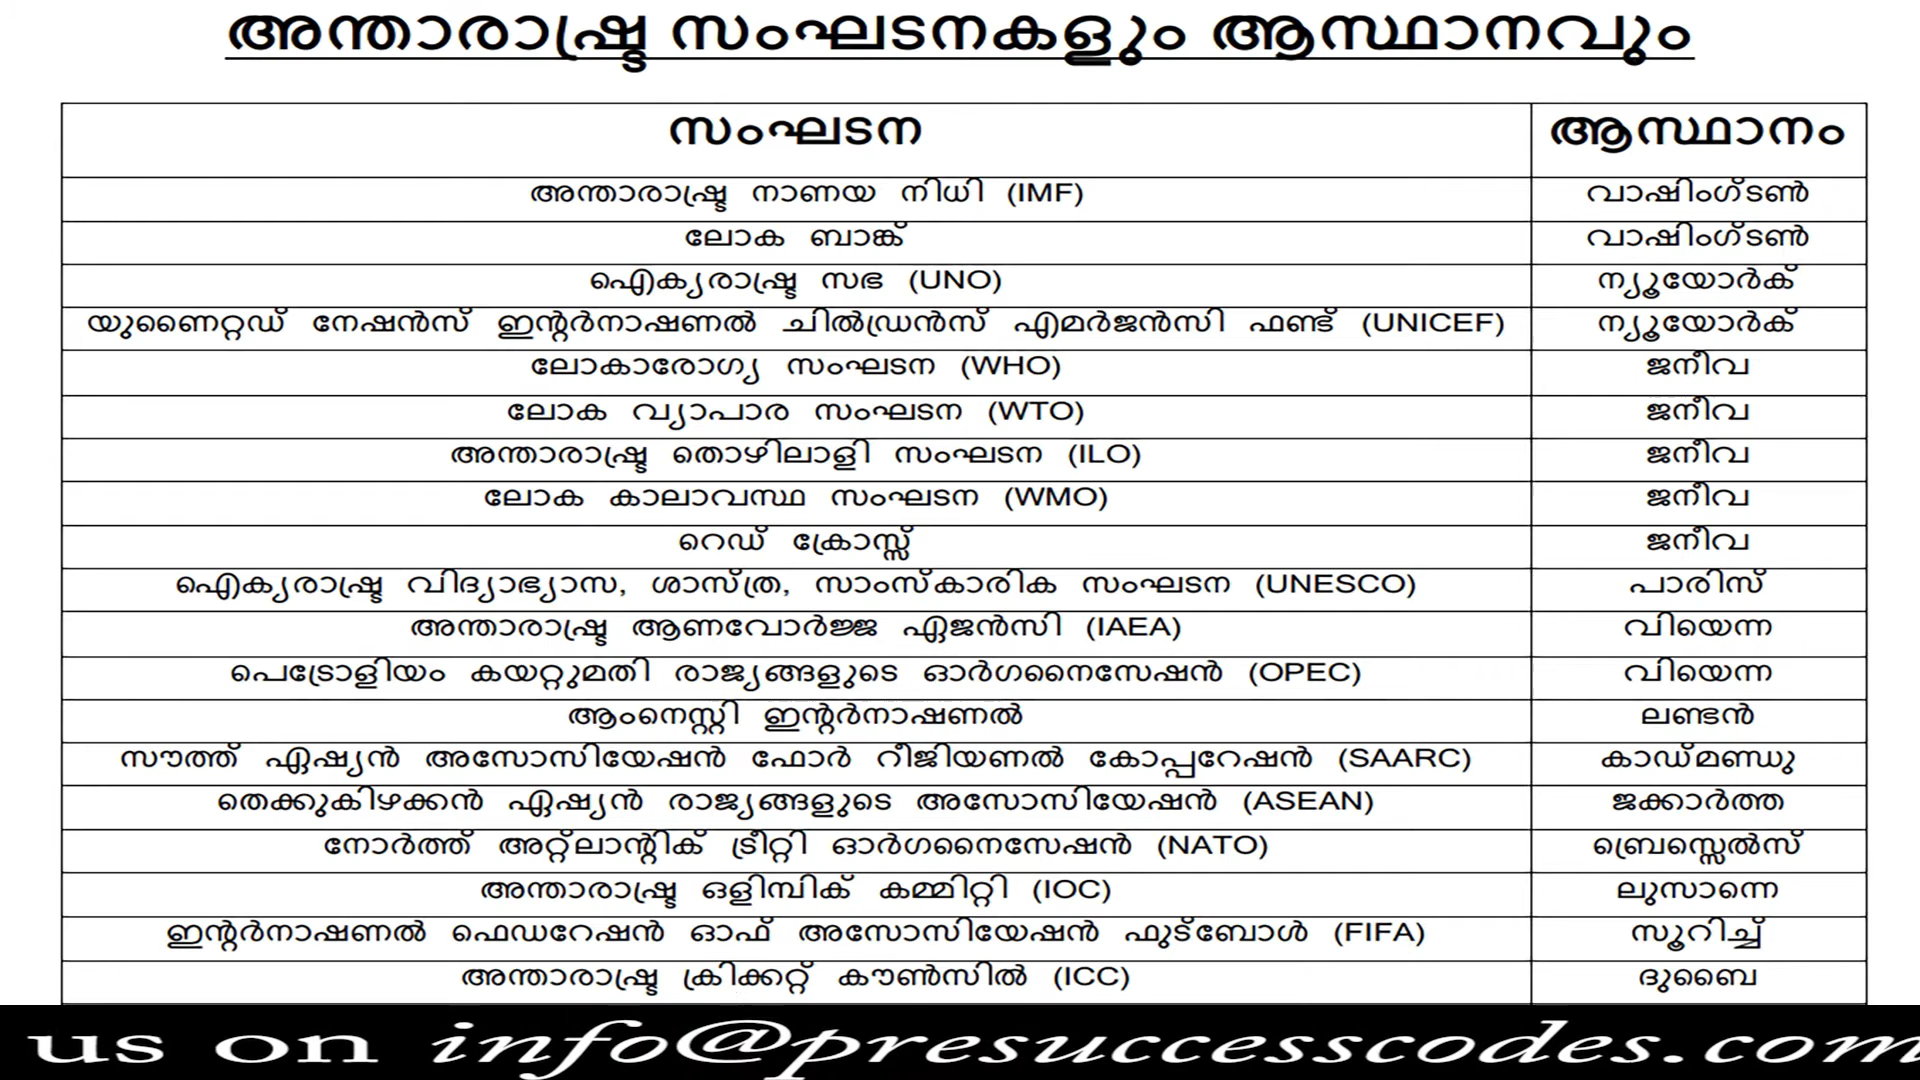 അന്താരാഷ്ട്ര സംഘടനകളും ആസ്ഥാനവും
സംഘടന ആസ്ഥാനം
അന്താരാഷ്ട്ര നാണയ നിധി (IMF) വാഷിംഗ്ടൺ
ലോക ബാങ്ക് വാഷിംഗ്ടൺ
ഐക്യരാഷ്ട്ര സഭ (UNO) ന്യൂയോർക്
യുണൈറ്റഡ് നേഷൻസ് ഇന്റർനാഷണൽ ചിൽഡ്രൻസ് എമർജൻസി ഫണ്ട് (UNICEF) ന്യൂയോർക്
ലോകാരോഗ്യ സംഘടന (WHO) ജനീവ
ലോക വ്യാപാര സംഘടന (WTO) ജനീവ
അന്താരാഷ്ട്ര തൊഴിലാളി സംഘടന (ILO) ജനീവ
ലോക കാലാവസ്ഥ സംഘടന (WMO) ജനീവ
റെഡ് ക്രോസ്സ് ജനീവ
ഐക്യരാഷ്ട്ര വിദ്യാഭ്യാസ, ശാസ്ത്ര, സാംസ്കാരിക സംഘടന (UNESCO) പാരിസ്
അന്താരാഷ്ട്ര ആണവോർജ്ജ ഏജൻസി (IAEA) വിയെന്ന
പെട്രോളിയം കയറ്റുമതി രാജ്യങ്ങളുടെ ഓർഗനൈസേഷൻ (OPEC) വിയെന്ന
ആംനെസ്റ്റി ഇന്റർനാഷണൽ ലണ്ടൻ
സൗത്ത് ഏഷ്യൻ അസോസിയേഷൻ ഫോർ റീജിയണൽ കോപ്പറേഷൻ (SAARC) കാഡ്മണ്ഡു
തെക്കുകിഴക്കൻ ഏഷ്യൻ രാജ്യങ്ങളുടെ അസോസിയേഷൻ (ASEAN) ജക്കാർത്ത
നോർത്ത് അറ്റ്ലാന്റിക് ട്രീറ്റി ഓർഗനൈസേഷൻ (NATO) ബ്രെസ്സെൽസ്
അന്താരാഷ്ട്ര ഒളിമ്പിക് കമ്മിറ്റി (IOC) ലുസാന്നെ
ഇന്റർനാഷണൽ ഫെഡറേഷൻ ഓഫ് അസോസിയേഷൻ ഫുട്ബോൾ (FIFA) സൂറിച്ച്
അന്താരാഷ്ട്ര ക്രിക്കറ്റ് കൗൺസിൽ (ICC) ദുബൈ
us on info@presuccesscodes.com